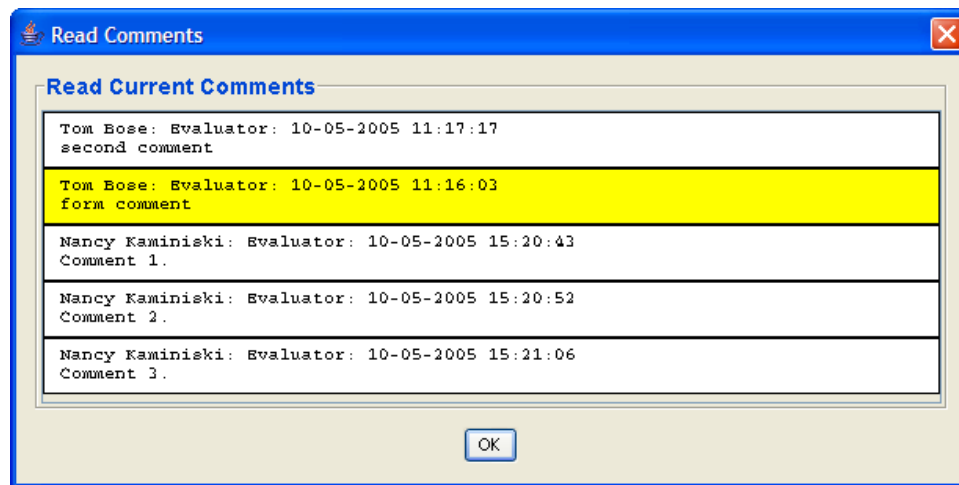 Read Comments
Read Current Comments
Tom Bose: Evaluator: 10-05-2005 11:17:17
second comment
Tom Bose: Evaluator: 10-05-2005 11:16:03
form comment
Nancy Kaminiski: Evaluator: 10-05-2005 15:20:43
Comment 1.
Nancy Kaminiski: Evaluator: 10-05-2005 15:20:52
Comment 2.
Nancy Kaminiski: Evaluator: 10-05-2005 15:21:06
Comment 3.
OK